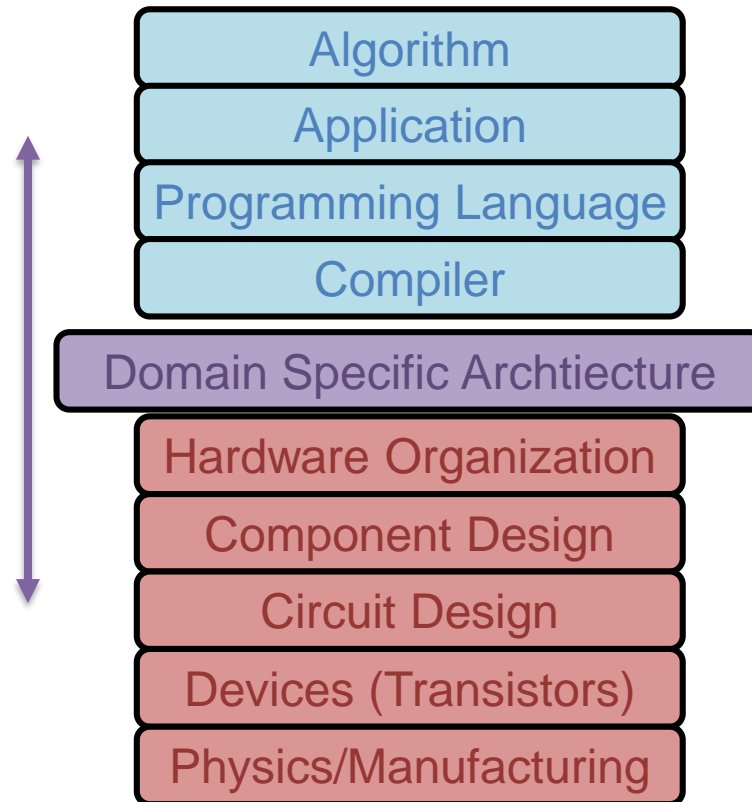 Algorithm
Application
Programming Language
Compiler
Domain Specific Archtiecture
Hardware Organization
Component Design
Circuit Design
Devices (Transistors)
Physics/Manufacturing